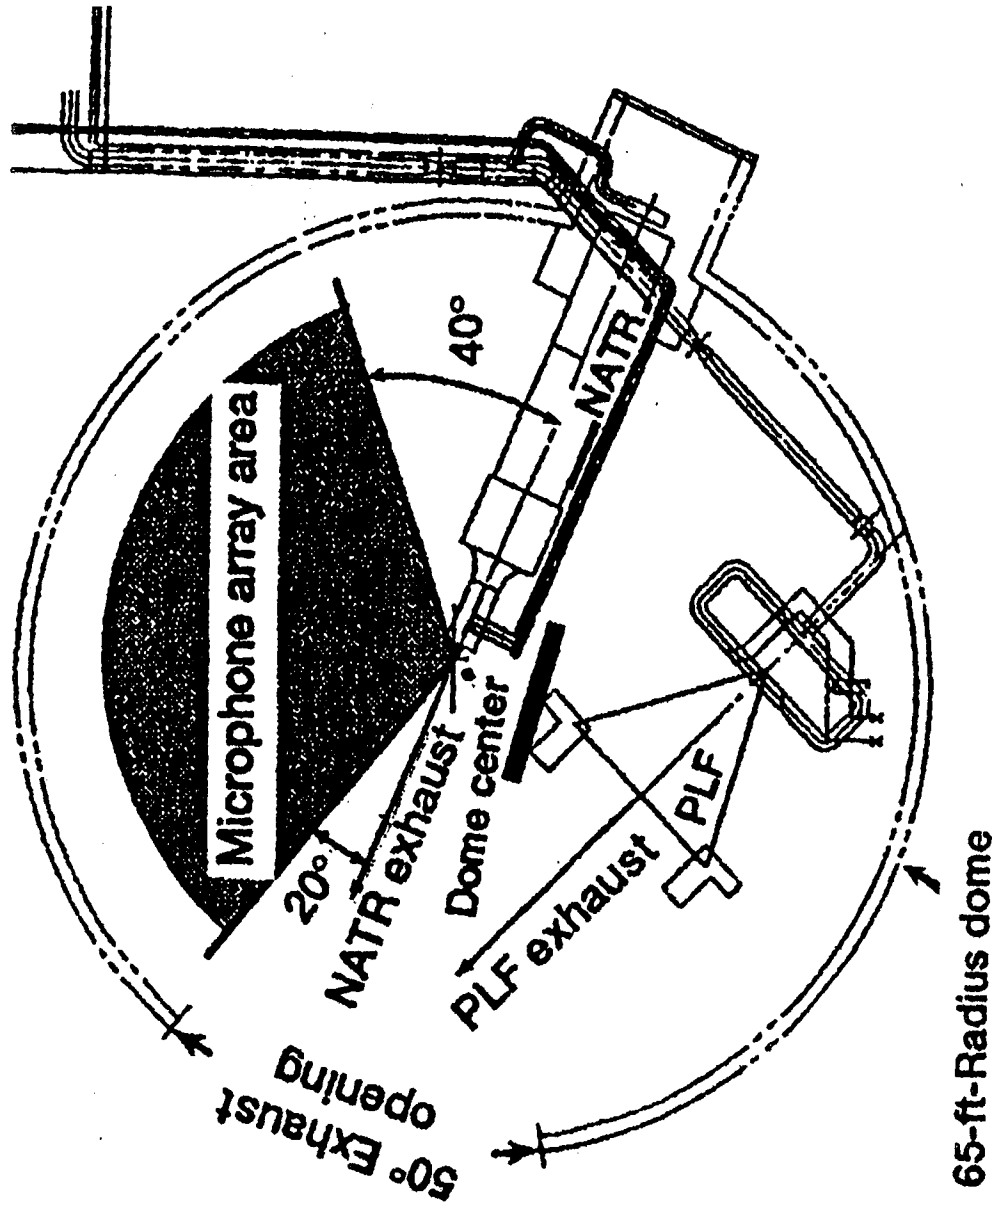 Microphone array area
40°
NATR
20°
NATR exhaust
Dome center
PLF
PLF exhaust
50° Exhaust
opening
65-ft-Radius dome